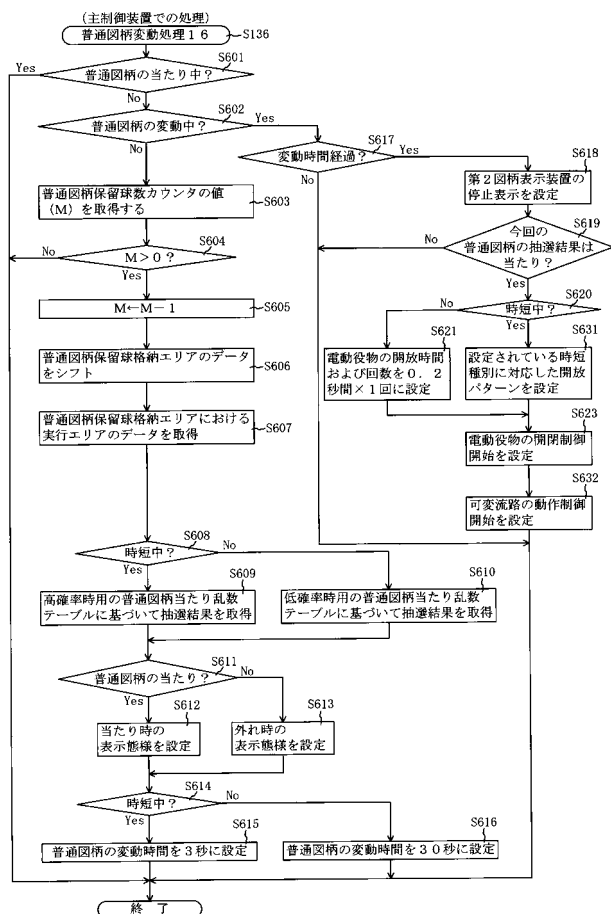 (主制御装置での処理)
普通図柄変動処理16
S136
S601
Yes
普通図柄の当たり中?
No
S602
普通図柄の変動中?
Yes
No
S617
変動時間経過?
Yes
No
S618
第2図柄表示装置の
停止表示を設定
S603
普通図柄保留球数カウンタの値
(M)を取得する
S619
今回の
普通図柄の抽選結果は
当たり?
No
Yes
S604
M>0?
No
Yes
S605
M←M-1
S620
時短中?
No
Yes
S621
電動役物の開放時間
および回数を0.2
秒間×1回に設定
S631
設定されている時短
種別に対応した開放
パターンを設定
S606
普通図柄保留球格納エリアのデータ
をシフト
S607
普通図柄保留球格納エリアにおける
実行エリアのデータを取得
S623
電動役物の開閉制御
開始を設定
S632
可変流路の動作制御
開始を設定
S608
時短中?
No
Yes
S609
高確率時用の普通図柄当たり乱数
テーブルに基づいて抽選結果を取得
S610
低確率時用の普通図柄当たり乱数
テーブルに基づいて抽選結果を取得
S611
普通図柄の当たり?
No
Yes
S612
当たり時の
表示態様を設定
S613
外れ時の
表示態様を設定
S614
時短中?
No
Yes
S615
普通図柄の変動時間を3秒に設定
S616
普通図柄の変動時間を30秒に設定
終了